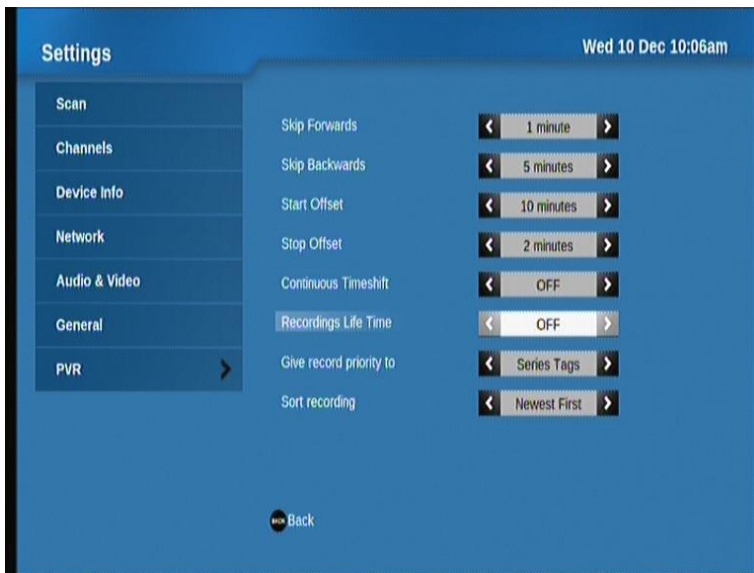 Settings
Wed 10 Dec 10:06am
Scan
Channels
Device Info
Network
Audio & Video
General
PVR
Skip Forwards 1 minute
Skip Backwards 5 minutes
Start Offset 10 minutes
Stop Offset 2 minutes
Continuous Timeshift OFF
Recordings Life Time OFF
Give record priority to Series Tags
Sort recording Newest First
BACK Back